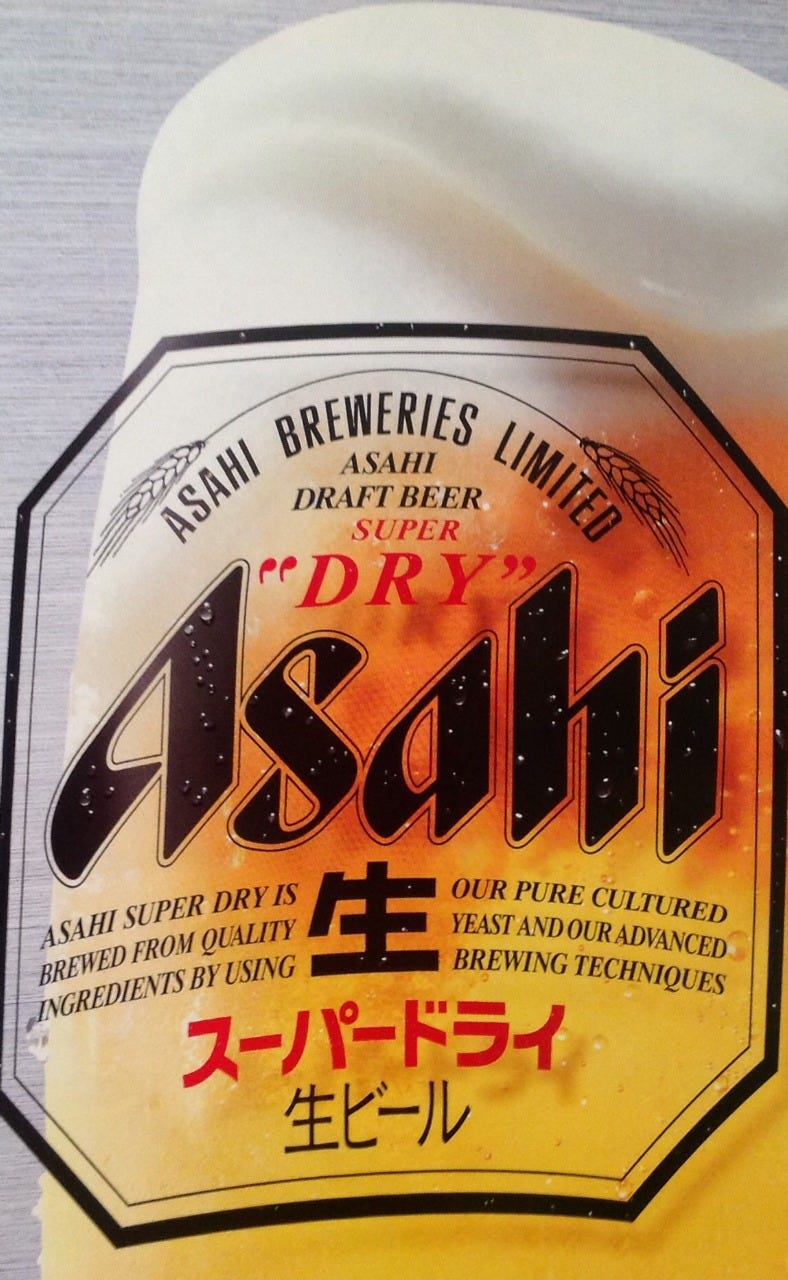 ASAHI BREWERIES LIMITED
ASAHI
DRAFT BEER
SUPER
“DRY”
Asahi
ASAHI SUPER DRY IS
BREWED FROM QUALITY
INGREDIENTS BY USING
生
OUR PURE CULTURED
YEAST AND OUR ADVANCED
BREWING TECHNIQUES
スーパードライ
生ビール